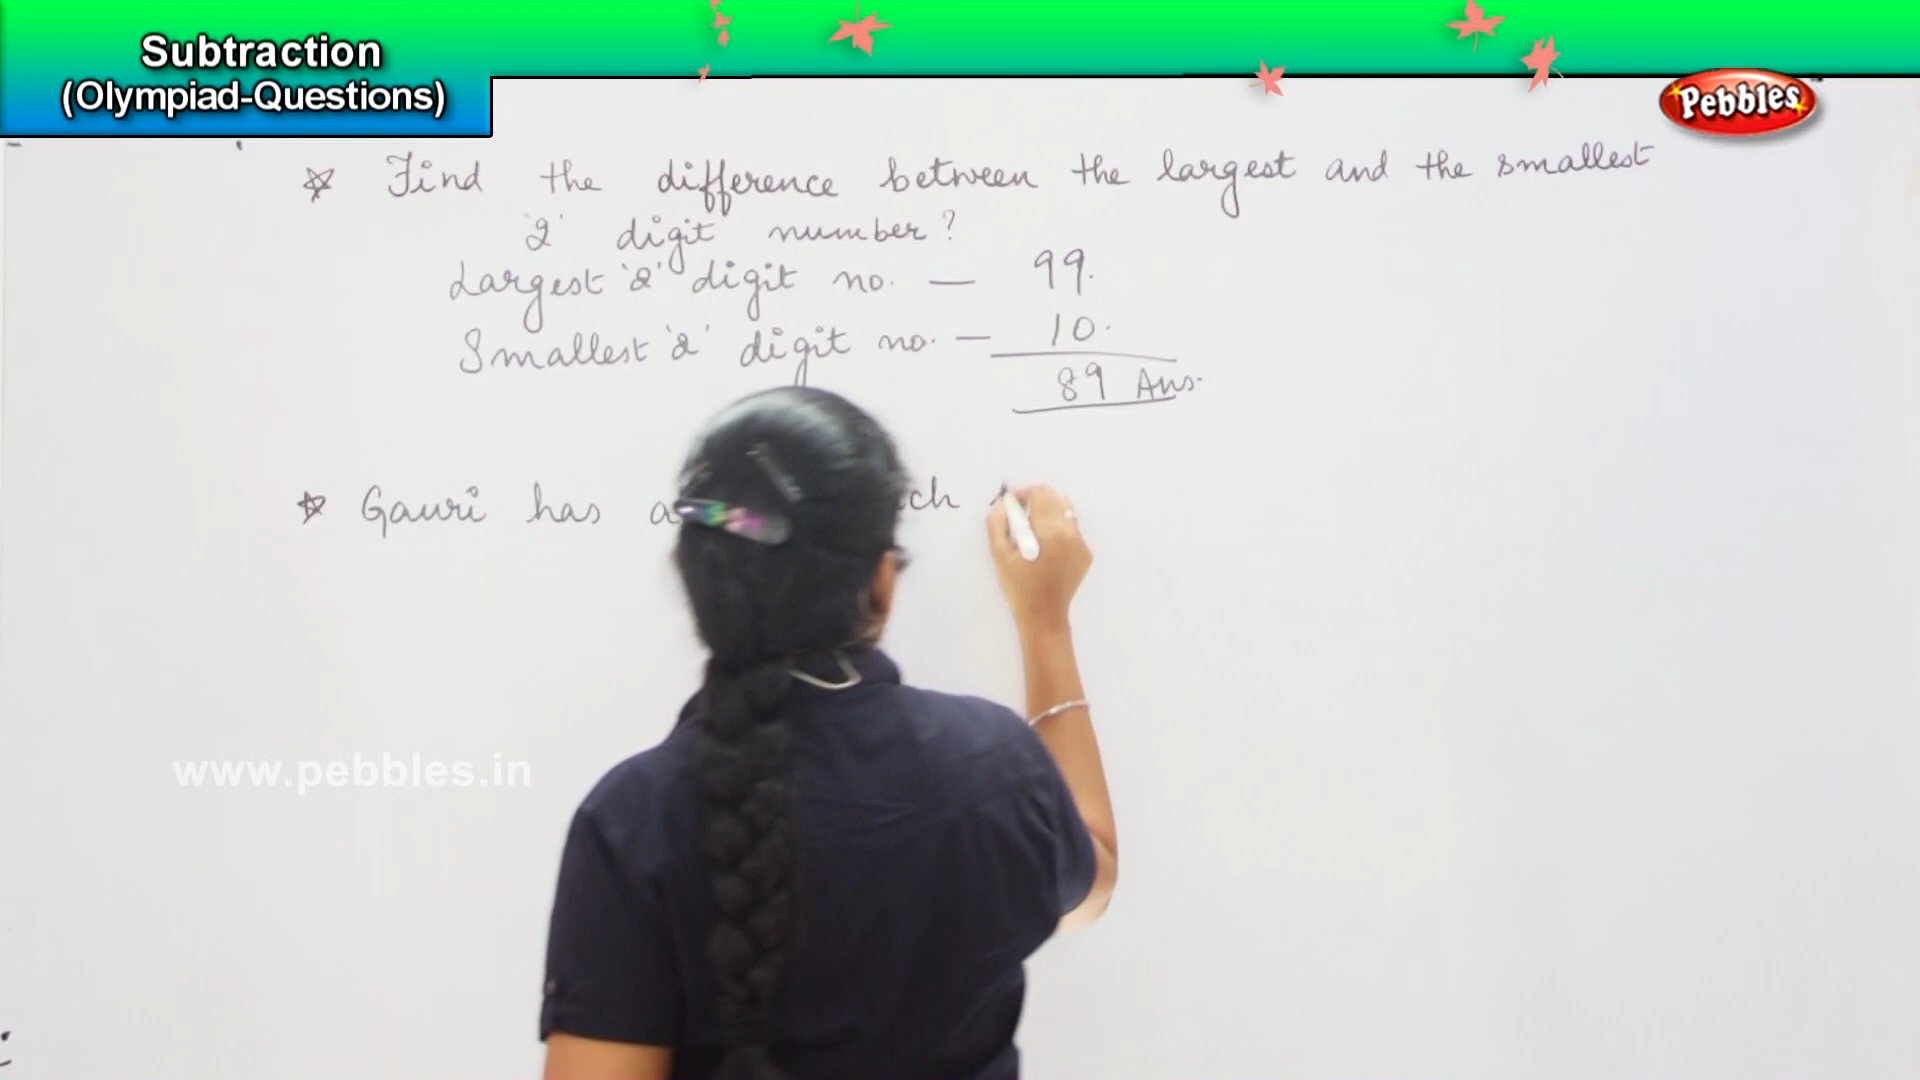 Subtraction
(Olympiad-Questions)
Pebbles
Find the difference between the largest and the smallest
'2' digit number?
Largest '2' digit no. — 99.
Smallest '2' digit no. — 10.
89 Ans.
Gauri has a
www.pebbles.in